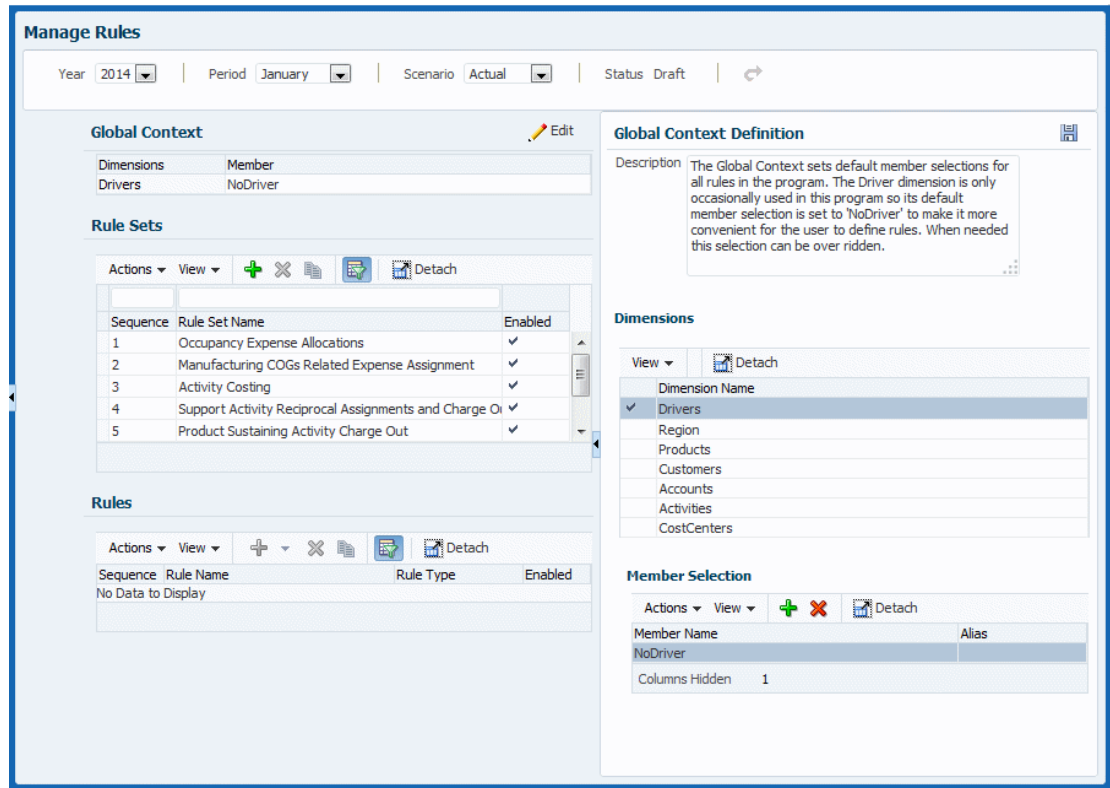 Manage Rules
Year 2014 Period January Scenario Actual Status Draft
Global Context Edit
Dimensions Member
Drivers NoDriver
Rule Sets
Actions View Detach
Sequence Rule Set Name Enabled
1 Occupancy Expense Allocations
2 Manufacturing COGs Related Expense Assignment
3 Activity Costing
4 Support Activity Reciprocal Assignments and Charge O
5 Product Sustaining Activity Charge Out
Rules
Actions View Detach
Sequence Rule Name Rule Type Enabled
No Data to Display
Global Context Definition
Description
The Global Context sets default member selections for
all rules in the program. The Driver dimension is only
occasionally used in this program so its default
member selection is set to 'NoDriver' to make it more
convenient for the user to define rules. When needed
this selection can be over ridden.
Dimensions
View Detach
Dimension Name
Drivers
Region
Products
Customers
Accounts
Activities
CostCenters
Member Selection
Actions View Detach
Member Name Alias
NoDriver
Columns Hidden 1